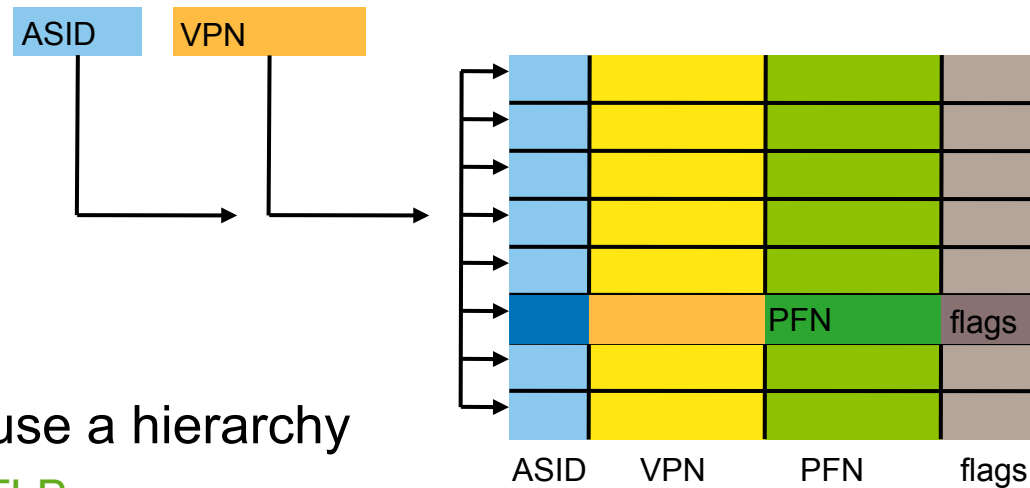 ASID VPN
PFN flags
use a hierarchy
ASID VPN PFN flags